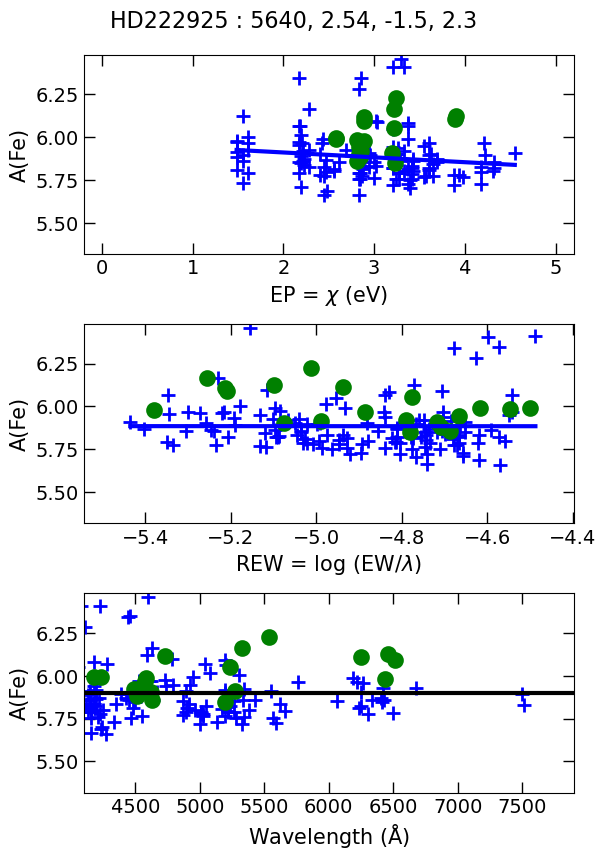 HD222925 : 5640, 2.54, -1.5, 2.3
6.25
6.00
5.75
5.50
A(Fe)
0 1 2 3 4 5
EP = χ (eV)
6.25
6.00
5.75
5.50
A(Fe)
−5.4 −5.2 −5.0 −4.8 −4.6 −4.4
REW = log (EW/λ)
6.25
6.00
5.75
5.50
A(Fe)
4500 5000 5500 6000 6500 7000 7500
Wavelength (Å)